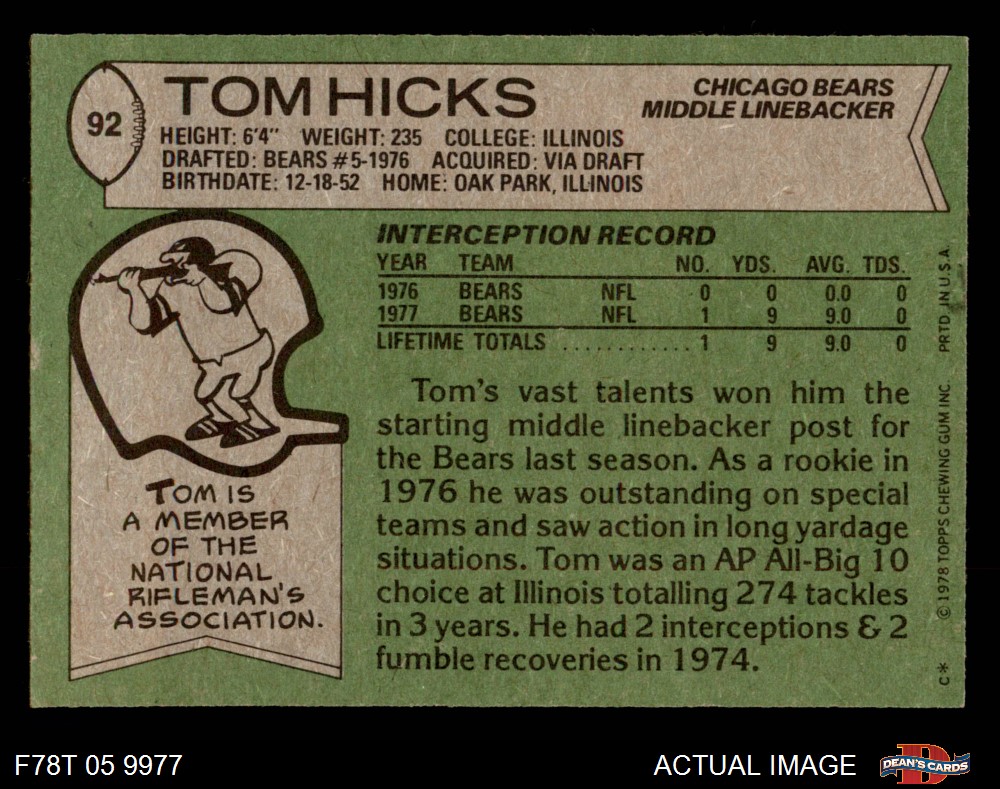 92
TOM HICKS
CHICAGO BEARS
MIDDLE LINEBACKER
HEIGHT: 6'4" WEIGHT: 235 COLLEGE: ILLINOIS
DRAFTED: BEARS #5-1976 ACQUIRED: VIA DRAFT
BIRTHDATE: 12-18-52 HOME: OAK PARK, ILLINOIS
INTERCEPTION RECORD
YEAR TEAM NO. YDS. AVG. TDS.
1976 BEARS NFL 0 0 0.0 0
1977 BEARS NFL 1 9 9.0 0
LIFETIME TOTALS ............ 1 9 9.0 0
Tom's vast talents won him the
starting middle linebacker post for
the Bears last season. As a rookie in
1976 he was outstanding on special
teams and saw action in long yardage
situations. Tom was an AP All-Big 10
choice at Illinois totalling 274 tackles
in 3 years. He had 2 interceptions & 2
fumble recoveries in 1974.
TOM IS
A MEMBER
OF THE
NATIONAL
RIFLEMAN'S
ASSOCIATION.
C* © 1978 TOPPS CHEWING GUM INC. PRTD. IN U.S.A.
F78T 05 9977
ACTUAL IMAGE
D
DEAN'S CARDS